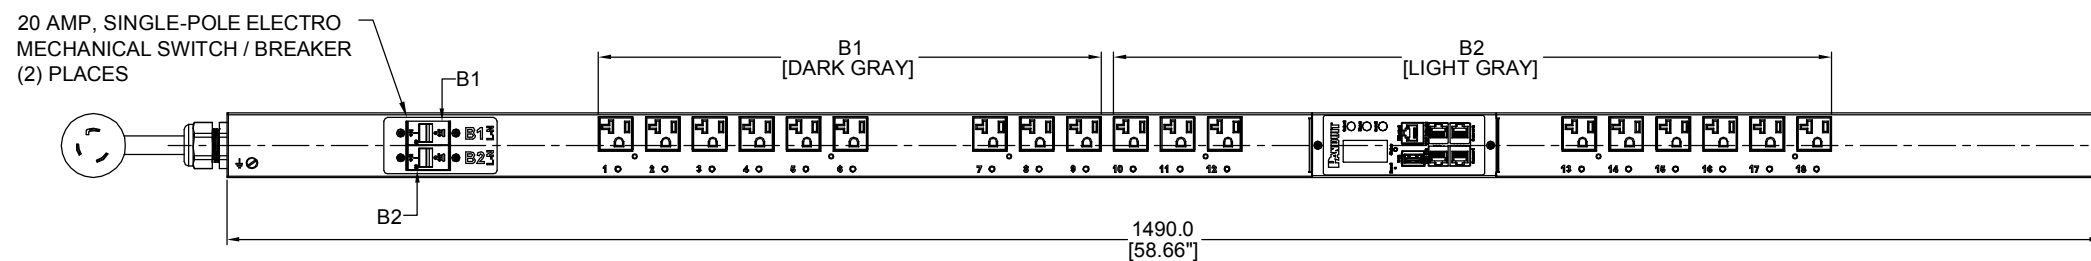 20 AMP, SINGLE-POLE ELECTRO
MECHANICAL SWITCH / BREAKER
(2) PLACES
B1
B1
[DARK GRAY]
B2
[LIGHT GRAY]
B1
B2
B2
PANDUIT
1 2 3 4 5 6 7 8 9 10 11 12 13 14 15 16 17 18
1490.0
[58.66"]